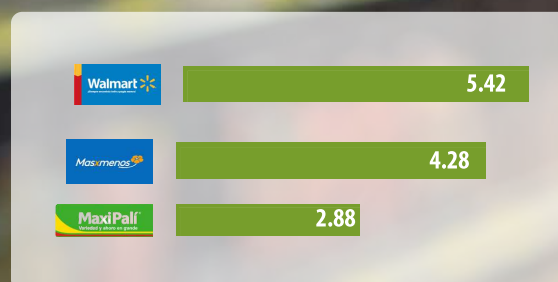 Walmart
5.42
Masxmenos
4.28
MaxiPalí
Variedad y ahorro en grande
2.88